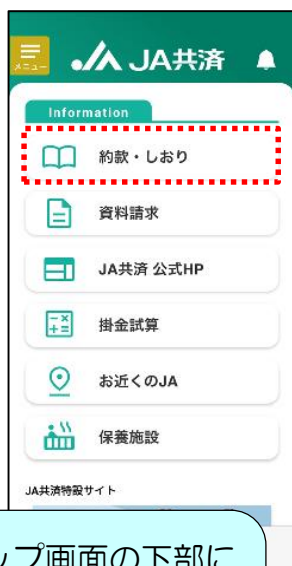 メニュー
JA共済
Information
約款・しおり
資料請求
JA共済 公式HP
掛金試算
お近くのJA
保養施設
JA共済特設サイト
ップ画面の下部に